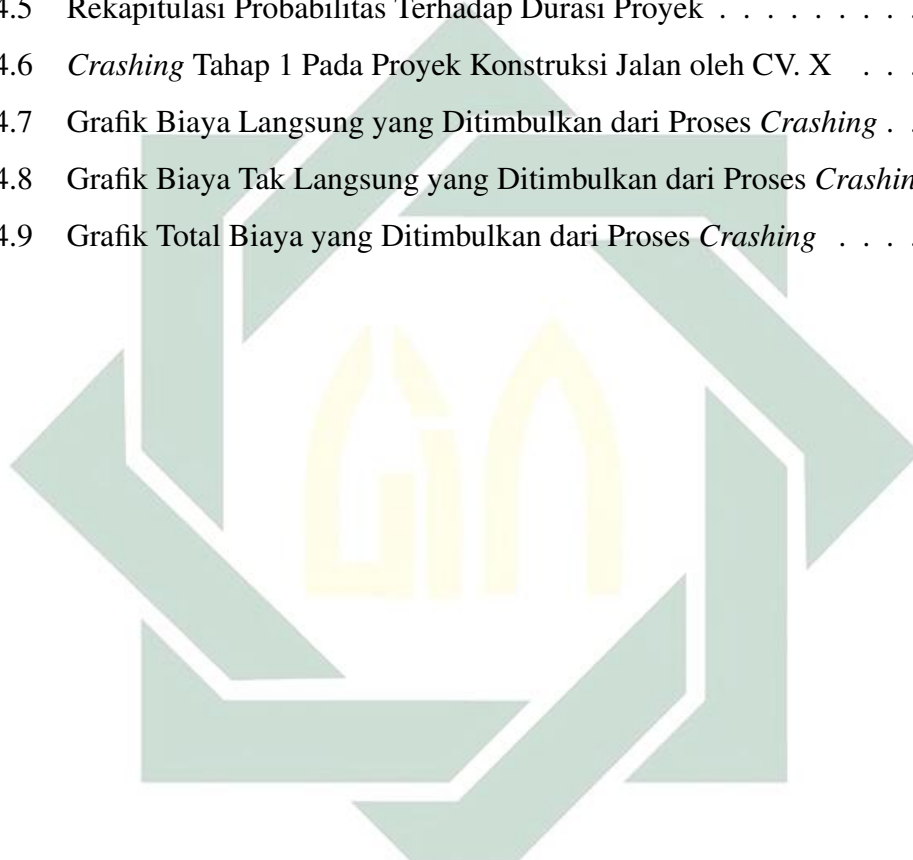 4.5 Rekapitulasi Probabilitas Terhadap Durasi Proyek . . . . . . . . .
4.6 Crashing Tahap 1 Pada Proyek Konstruksi Jalan oleh CV. X . . .
4.7 Grafik Biaya Langsung yang Ditimbulkan dari Proses Crashing . .
4.8 Grafik Biaya Tak Langsung yang Ditimbulkan dari Proses Crashin
4.9 Grafik Total Biaya yang Ditimbulkan dari Proses Crashing . . . .